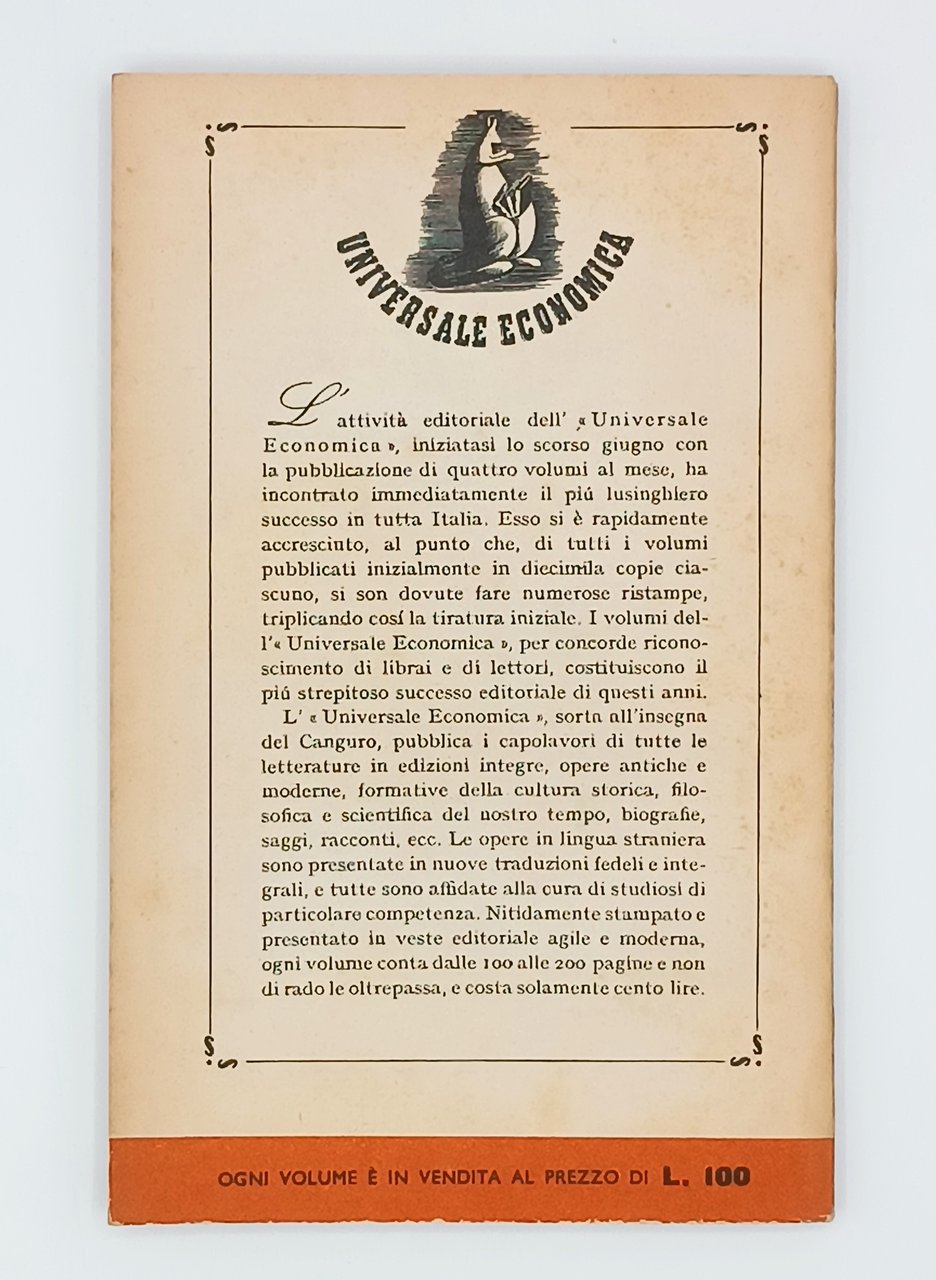 UNIVERSALE ECONOMICA
L' attività editoriale dell' «Universale
Economica», iniziatasi lo scorso giugno con
la pubblicazione di quattro volumi al mese, ha
incontrato immediatamente il piú lusinghiero
successo in tutta Italia. Esso si è rapidamente
accresciuto, al punto che, di tutti i volumi
pubblicati inizialmente in diecimila copie cia-
scuno, si son dovute fare numerose ristampe,
triplicando cosí la tiratura iniziale. I volumi del-
l'« Universale Economica », per concorde ricono-
scimento di librai e di lettori, costituiscono il
piú strepitoso successo editoriale di questi anni.
L' « Universale Economica », sorta all'insegna
del Canguro, pubblica i capolavori di tutte le
letterature in edizioni integre, opere antiche e
moderne, formative della cultura storica, filo-
sofica e scientifica del nostro tempo, biografie,
saggi, racconti, ecc. Le opere in lingua straniera
sono presentate in nuove traduzioni fedeli e inte-
grali, e tutte sono affidate alla cura di studiosi di
particolare competenza. Nitidamente stampato e
presentato in veste editoriale agile e moderna,
ogni volume conta dalle 100 alle 200 pagine e non
di rado le oltrepassa, e costa solamente cento lire.
OGNI VOLUME È IN VENDITA AL PREZZO DI L. 100